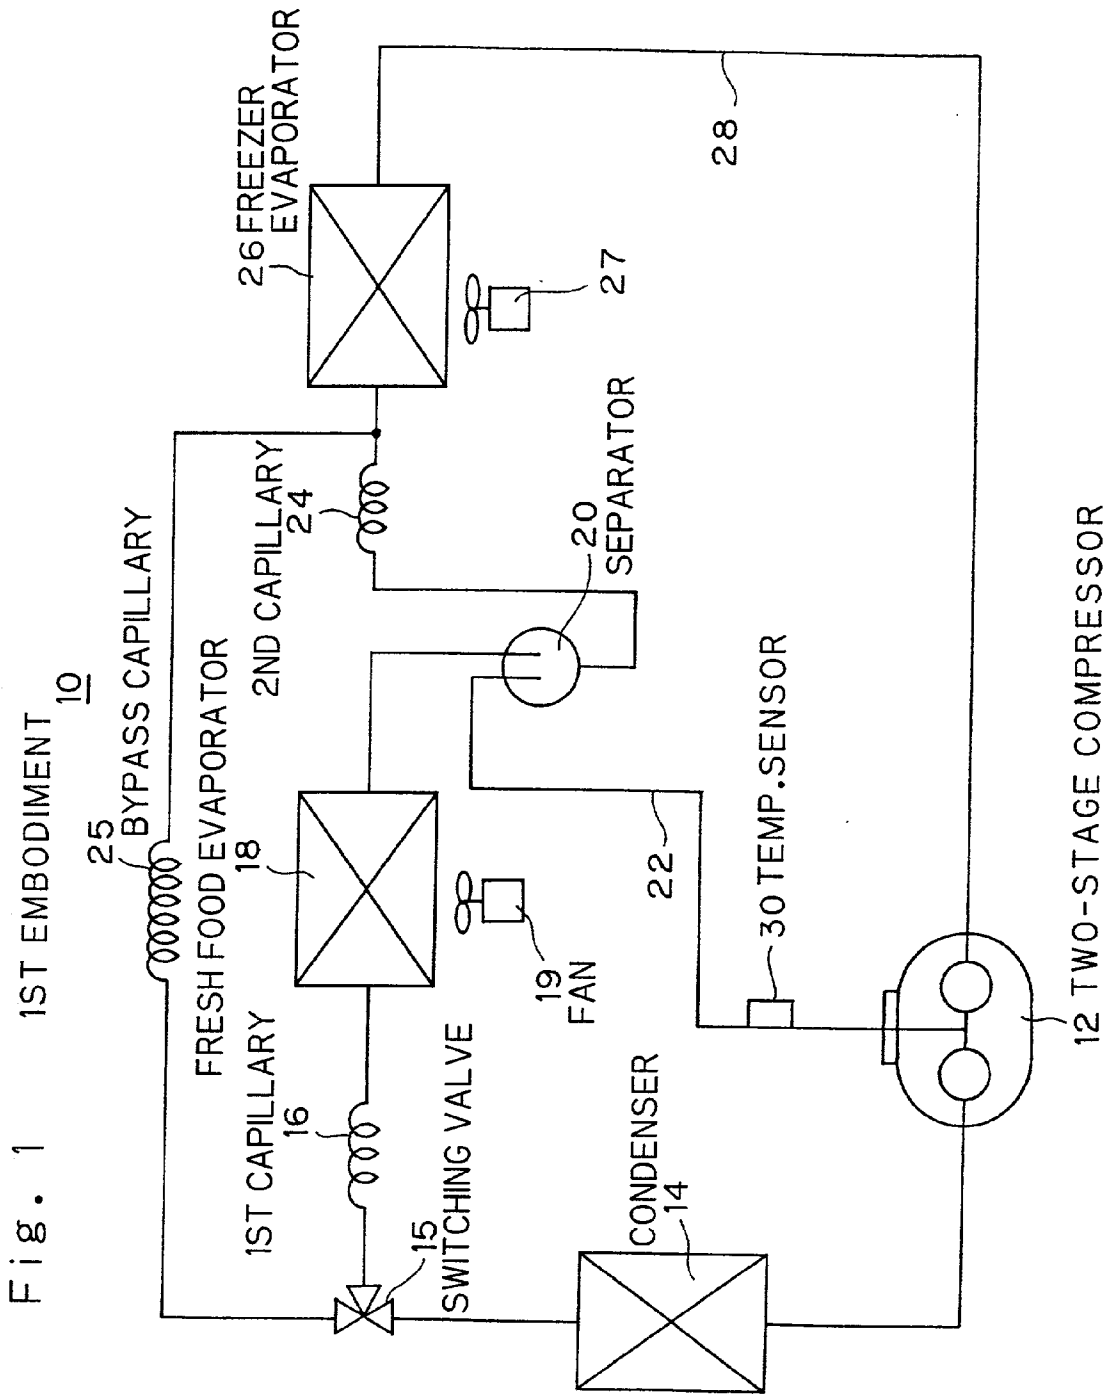 Fig. 1
1ST EMBODIMENT
10
25
BYPASS CAPILLARY
FRESH FOOD EVAPORATOR
18
1ST CAPILLARY
16
2ND CAPILLARY
24
26 FREEZER
EVAPORATOR
15
SWITCHING VALVE
19
FAN
27
20
SEPARATOR
CONDENSER
14
22
28
30 TEMP.SENSOR
12 TWO-STAGE COMPRESSOR